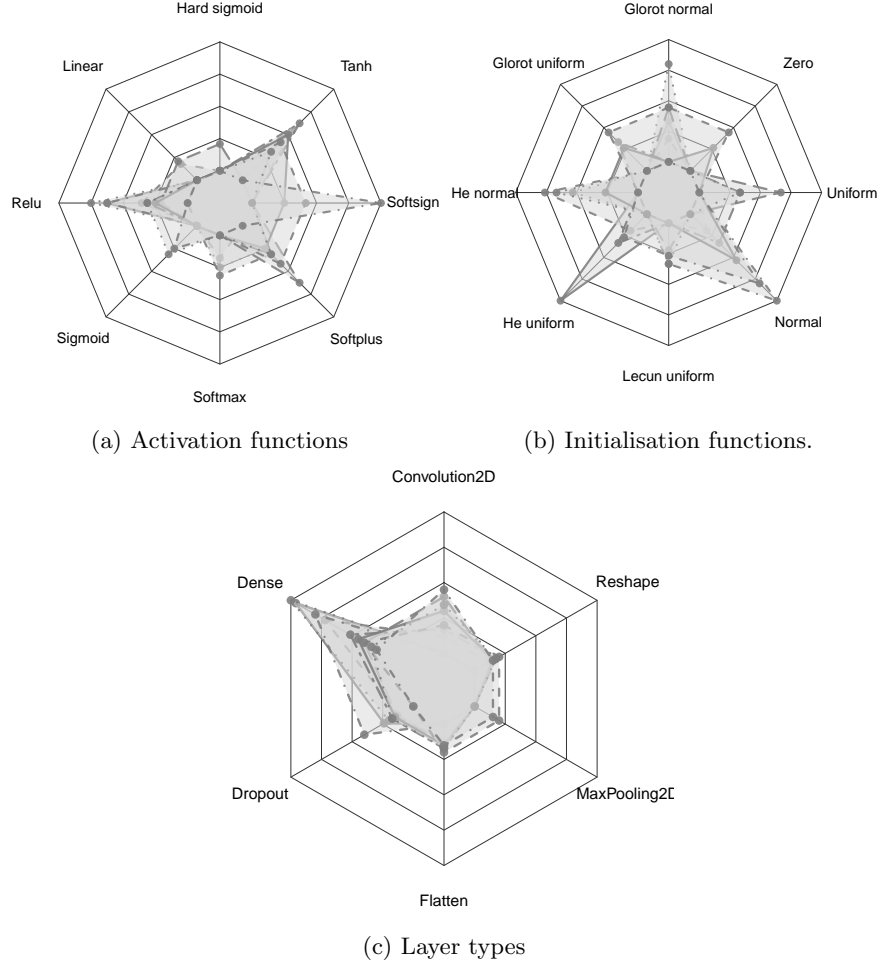 Hard sigmoid
Linear
Tanh
Relu
Softsign
Sigmoid
Softplus
Softmax
(a) Activation functions
Glorot normal
Glorot uniform
Zero
He normal
Uniform
He uniform
Normal
Lecun uniform
(b) Initialisation functions.
Convolution2D
Dense
Reshape
Dropout
MaxPooling2D
Flatten
(c) Layer types